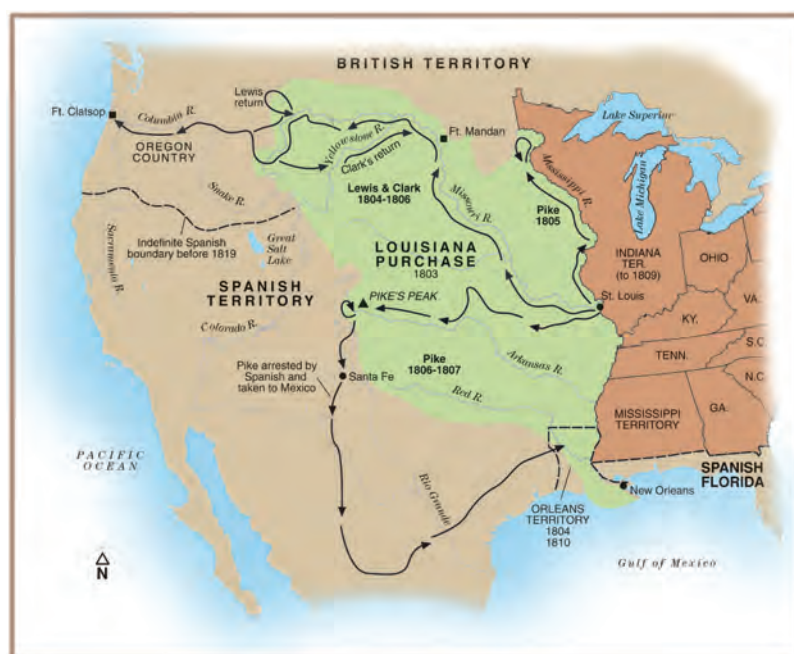 BRITISH TERRITORY
Lewis
return
Ft. Clatsop
Columbia R.
OREGON
COUNTRY
Yellowstone R.
Clark's return
Ft. Mandan
Lake Superior
Lake Michigan
Mississippi R.
Missouri R.
Lewis & Clark
1804-1806
Pike
1805
Snake R.
Indefinite Spanish
boundary before 1819
Great
Salt
Lake
Sacramento R.
LOUISIANA
PURCHASE
1803
INDIANA
TER.
(to 1809)
OHIO
VA.
SPANISH
TERRITORY
PIKE'S PEAK
St. Louis
KY.
Colorado R.
Pike
1806-1807
Arkansas R.
TENN.
S.C.
N.C.
Pike arrested by
Spanish and
taken to Mexico
Santa Fe
Red R.
MISSISSIPPI
TERRITORY
GA.
PACIFIC
OCEAN
Rio Grande
SPANISH
FLORIDA
New Orleans
ORLEANS
TERRITORY
1804
1810
Gulf of Mexico
N